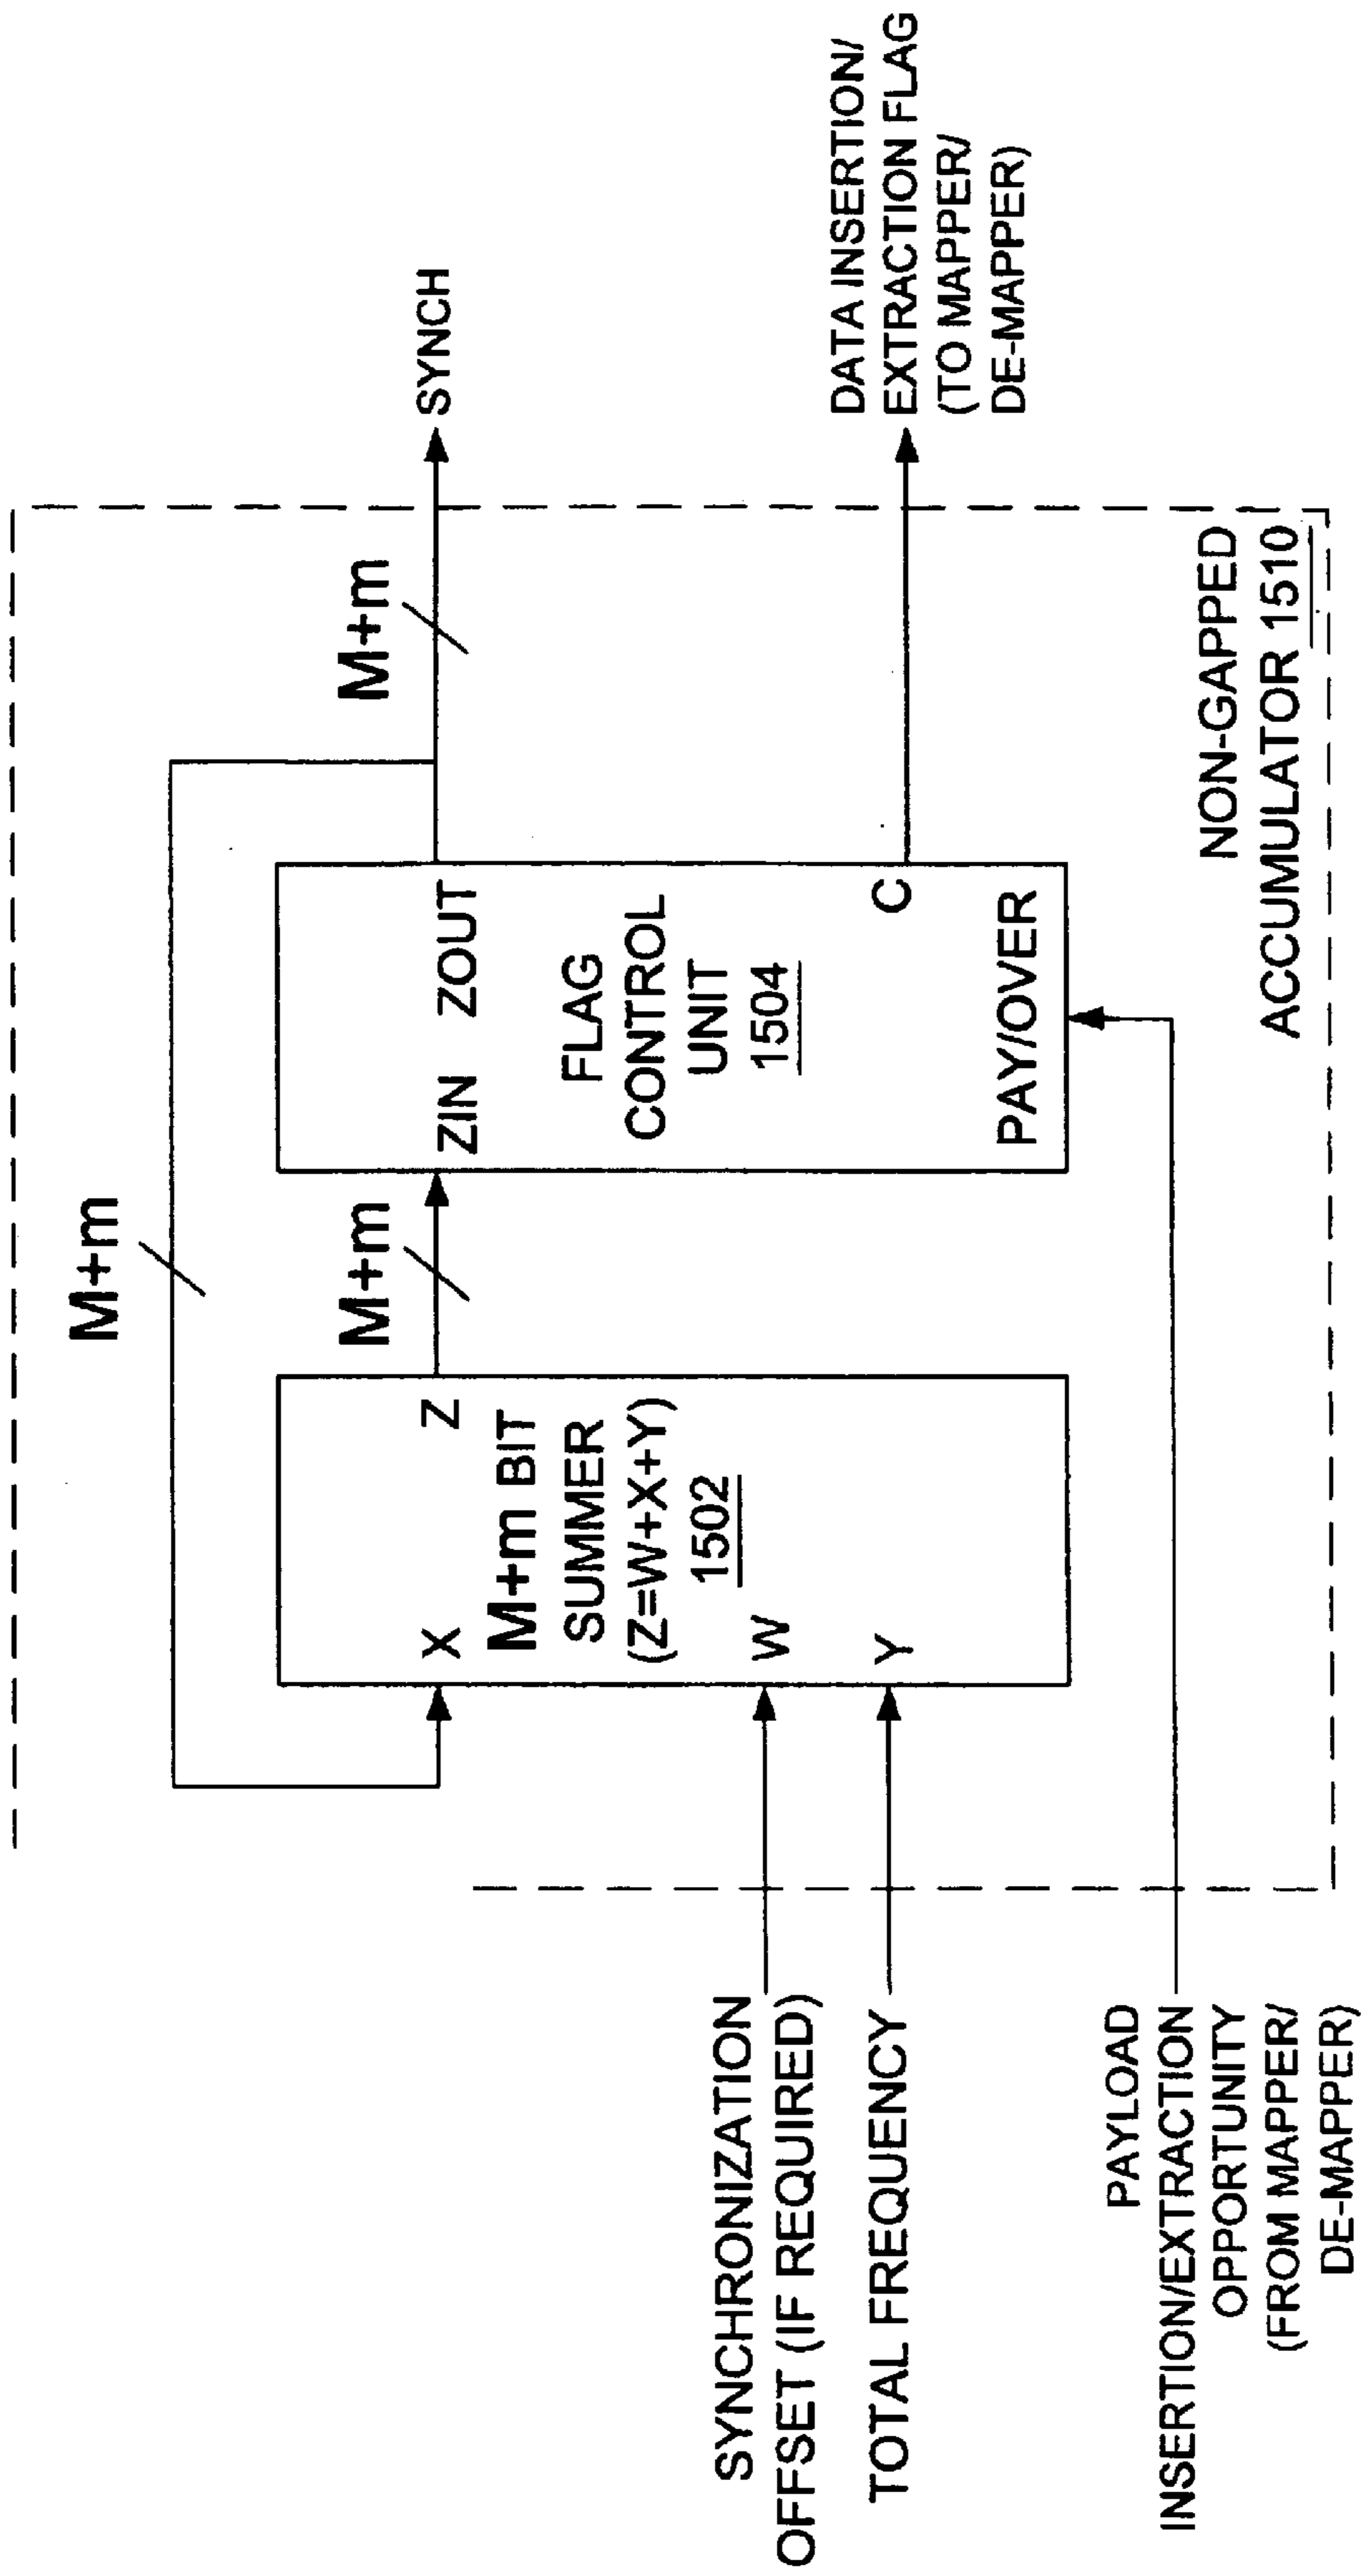 M+m
SYNCHRONIZATION
OFFSET (IF REQUIRED)
TOTAL FREQUENCY
PAYLOAD
INSERTION/EXTRACTION
OPPORTUNITY
(FROM MAPPER/
DE-MAPPER)
X
Z
M+m BIT
SUMMER
(Z=W+X+Y)
1502
W
Y
M+m
ZIN ZOUT
FLAG
CONTROL
UNIT
1504
C
PAY/OVER
M+m
SYNCH
DATA INSERTION/
EXTRACTION FLAG
(TO MAPPER/
DE-MAPPER)
NON-GAPPED
ACCUMULATOR 1510